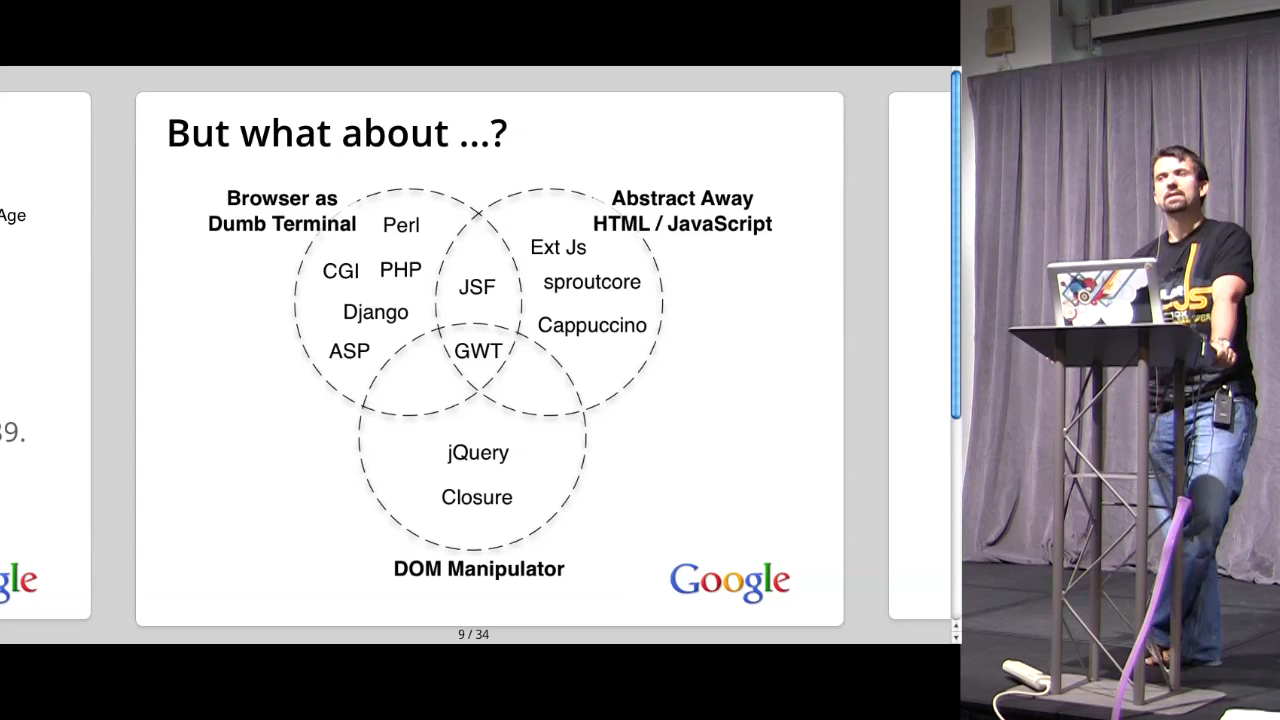 But what about ...?
Browser as
Dumb Terminal
Abstract Away
HTML / JavaScript
Perl
Ext Js
CGI PHP
JSF
sproutcore
Django
Cappuccino
ASP
GWT
jQuery
Closure
DOM Manipulator
Google
9 / 34
Age
39.
gle
JS